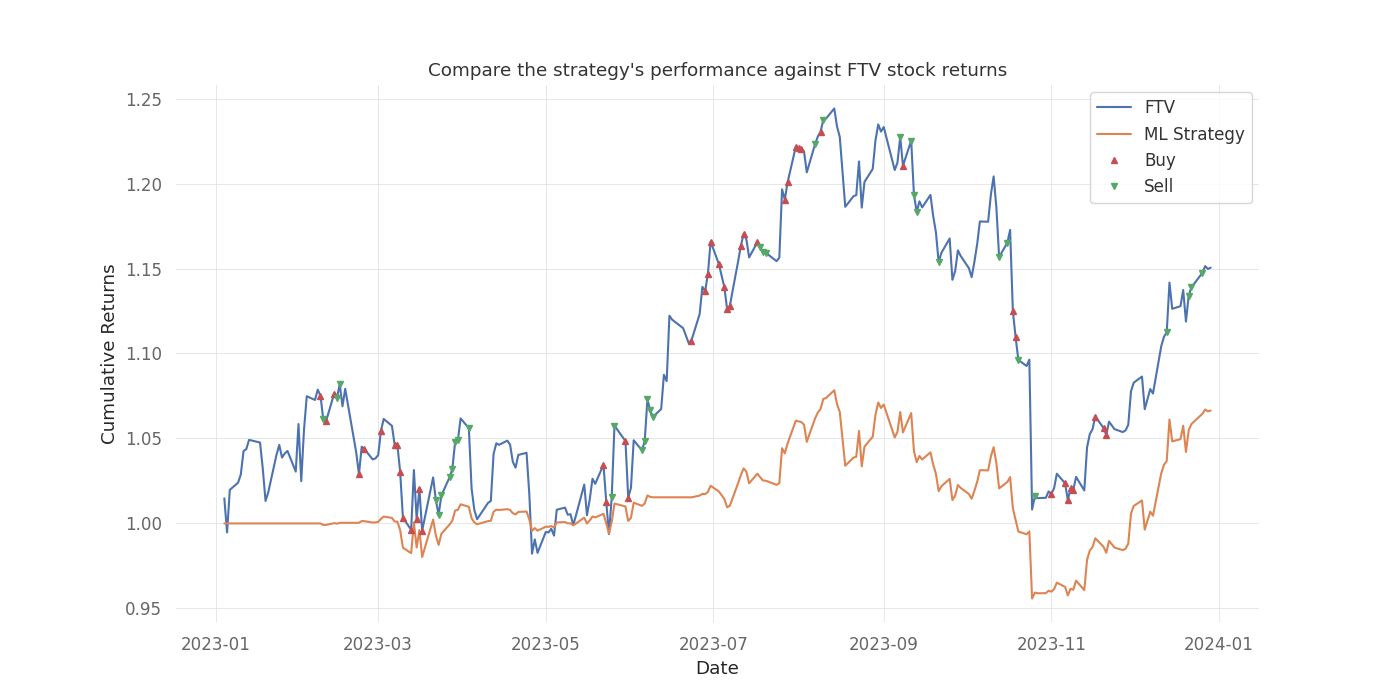 Compare the strategy's performance against FTV stock returns
FTV
ML Strategy
Buy
Sell
Cumulative Returns
1.25
1.20
1.15
1.10
1.05
1.00
0.95
2023-01
2023-03
2023-05
2023-07
2023-09
2023-11
2024-01
Date